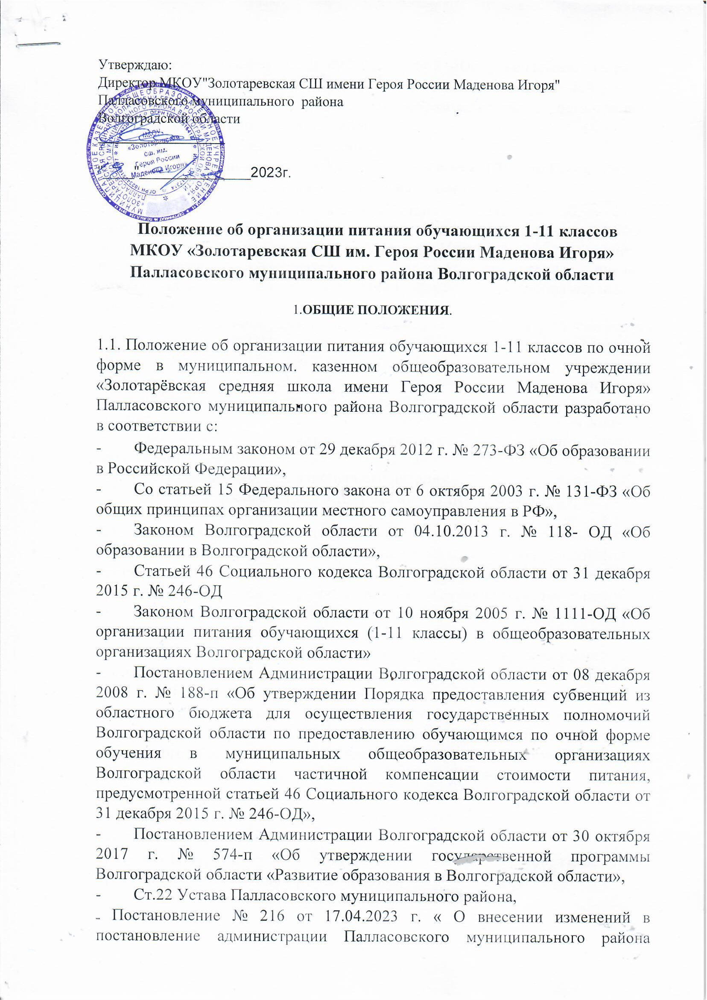 Утверждаю:
Директор МКОУ"Золотаревская СШ имени Героя России Маденова Игоря"
Палласовского муниципального района
Волгоградской области
МКОУ
«Золотаревская
сш. им.
Героя России
Маденова Игоря»
" 2023г.
Положение об организации питания обучающихся 1-11 классов
МКОУ «Золотаревская СШ им. Героя России Маденова Игоря»
Палласовского муниципального района Волгоградской области
1.ОБЩИЕ ПОЛОЖЕНИЯ.
1.1. Положение об организации питания обучающихся 1-11 классов по очной
форме в муниципальном. казенном общеобразовательном учреждении
«Золотарёвская средняя школа имени Героя России Маденова Игоря»
Палласовского муниципального района Волгоградской области разработано
в соответствии с:
- Федеральным законом от 29 декабря 2012 г. № 273-ФЗ «Об образовании
в Российской Федерации»,
- Со статьей 15 Федерального закона от 6 октября 2003 г. № 131-ФЗ «Об
общих принципах организации местного самоуправления в РФ»,
- Законом Волгоградской области от 04.10.2013 г. № 118- ОД «Об
образовании в Волгоградской области»,
- Статьей 46 Социального кодекса Волгоградской области от 31 декабря
2015 г. № 246-ОД
- Законом Волгоградской области от 10 ноября 2005 г. № 1111-ОД «Об
организации питания обучающихся (1-11 классы) в общеобразовательных
организациях Волгоградской области»
- Постановлением Администрации Волгоградской области от 08 декабря
2008 г. № 188-п «Об утверждении Порядка предоставления субвенций из
областного бюджета для осуществления государственных полномочий
Волгоградской области по предоставлению обучающимся по очной форме
обучения в муниципальных общеобразовательных организациях
Волгоградской области частичной компенсации стоимости питания,
предусмотренной статьей 46 Социального кодекса Волгоградской области от
31 декабря 2015 г. № 246-ОД»,
- Постановлением Администрации Волгоградской области от 30 октября
2017 г. № 574-п «Об утверждении государственной программы
Волгоградской области «Развитие образования в Волгоградской области»,
- Ст.22 Устава Палласовского муниципального района,
- Постановление № 216 от 17.04.2023 г. « О внесении изменений в
постановление администрации Палласовского муниципального района